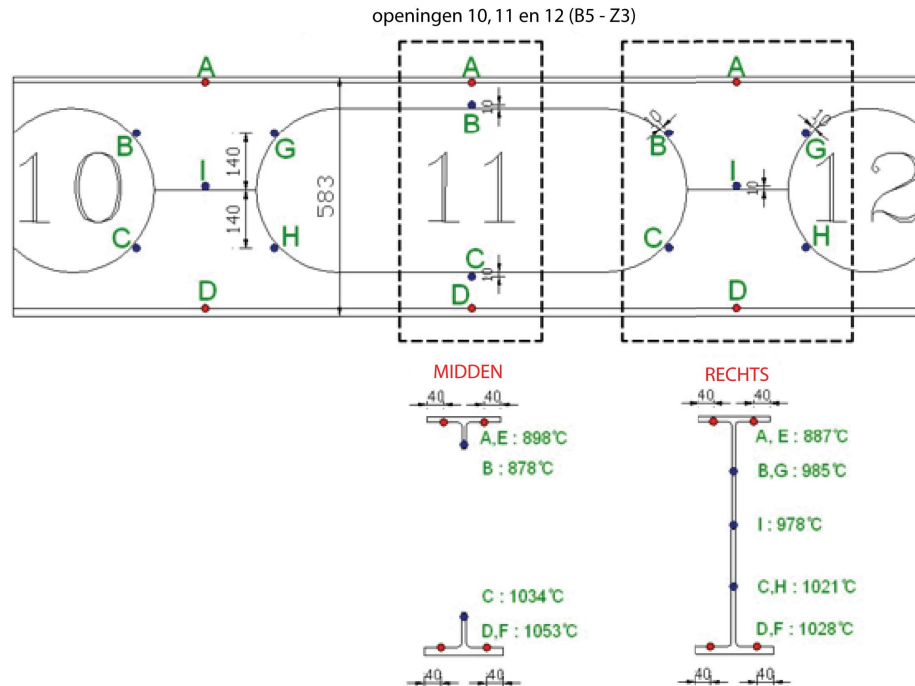 openingen 10, 11 en 12 (B5 - Z3)
A A A
B G B B G
10 I 11 I 12
140 583 10 10 10 10
140
C H C C H
10
D D D
MIDDEN RECHTS
40 40 40 40
A,E : 898°C A, E : 887°C
B : 878°C B,G : 985°C
I : 978°C
C : 1034°C C,H : 1021°C
D,F : 1053°C D,F : 1028°C
40 40 40 40